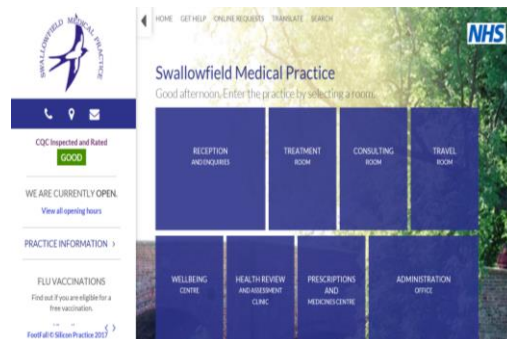 SWALLOWFIELD MEDICAL PRACTICE
CQC Inspected and Rated
GOOD
WE ARE CURRENTLY OPEN.
View all opening hours
PRACTICE INFORMATION >
FLU VACCINATIONS
Find out if you are eligible for a
free vaccination.
FootFall © Silicon Practice 2017
HOME GET HELP ONLINE REQUESTS TRANSLATE SEARCH
NHS
Swallowfield Medical Practice
Good afternoon. Enter the practice by selecting a room.
RECEPTION
AND ENQUIRIES
TREATMENT
ROOM
CONSULTING
ROOM
TRAVEL
ROOM
WELLBEING
CENTRE
HEALTH REVIEW
AND ASSESSMENT
CLINIC
PRESCRIPTIONS
AND
MEDICINES CENTRE
ADMINISTRATION
OFFICE